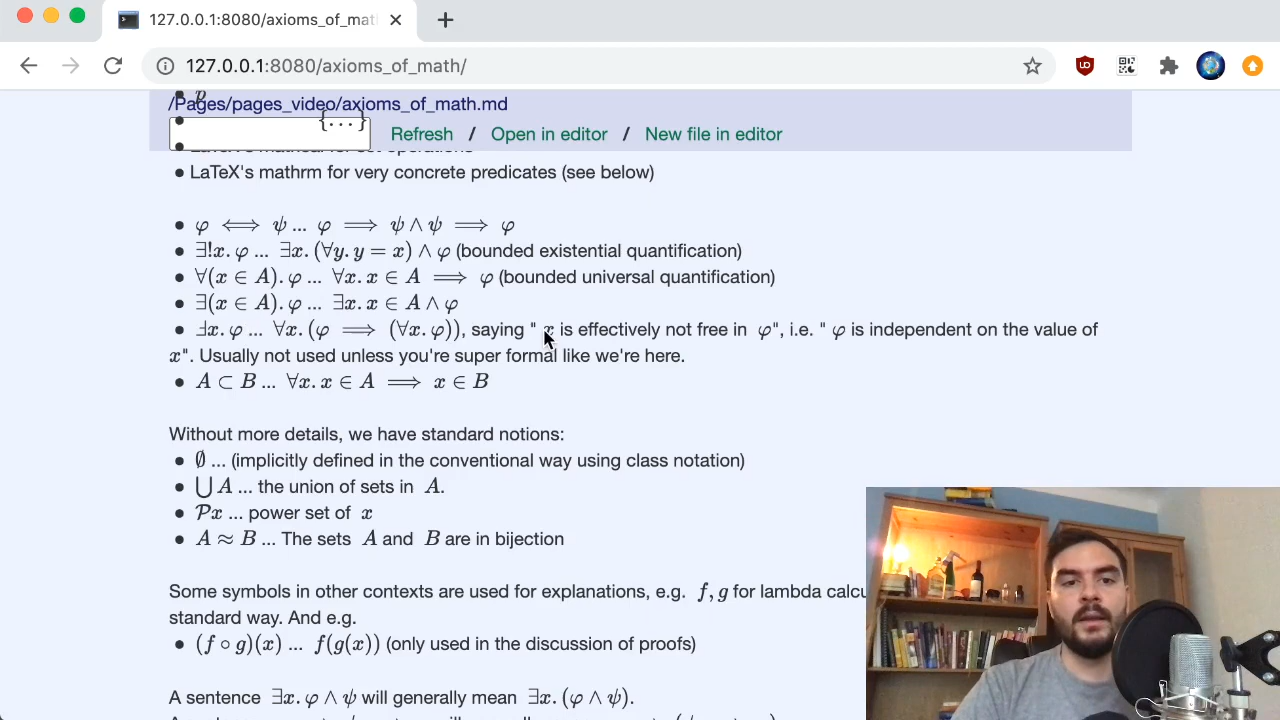 127.0.0.1:8080/axioms_of_mat
127.0.0.1:8080/axioms_of_math/
/Pages/pages_video/axioms_of_math.md
{...}
Refresh / Open in editor / New file in editor
• LaTeX's mathrm for very concrete predicates (see below)
• φ ⟺ ψ ... φ ⟹ ψ ∧ ψ ⟹ φ
• ∃!x. φ ... ∃x. (∀y. y = x) ∧ φ (bounded existential quantification)
• ∀(x ∈ A). φ ... ∀x. x ∈ A ⟹ φ (bounded universal quantification)
• ∃(x ∈ A). φ ... ∃x. x ∈ A ∧ φ
• Ⅎx. φ ... ∀x. (φ ⟹ (∀x. φ)), saying " x is effectively not free in φ", i.e. " φ is independent on the value of
x". Usually not used unless you're super formal like we're here.
• A ⊂ B ... ∀x. x ∈ A ⟹ x ∈ B
Without more details, we have standard notions:
• ∅ ... (implicitly defined in the conventional way using class notation)
• ⋃ A ... the union of sets in A.
• 𝒫x ... power set of x
• A ≈ B ... The sets A and B are in bijection
Some symbols in other contexts are used for explanations, e.g. f, g for lambda calcu
standard way. And e.g.
• (f ∘ g)(x) ... f(g(x)) (only used in the discussion of proofs)
A sentence ∃x. φ ∧ ψ will generally mean ∃x. (φ ∧ ψ).